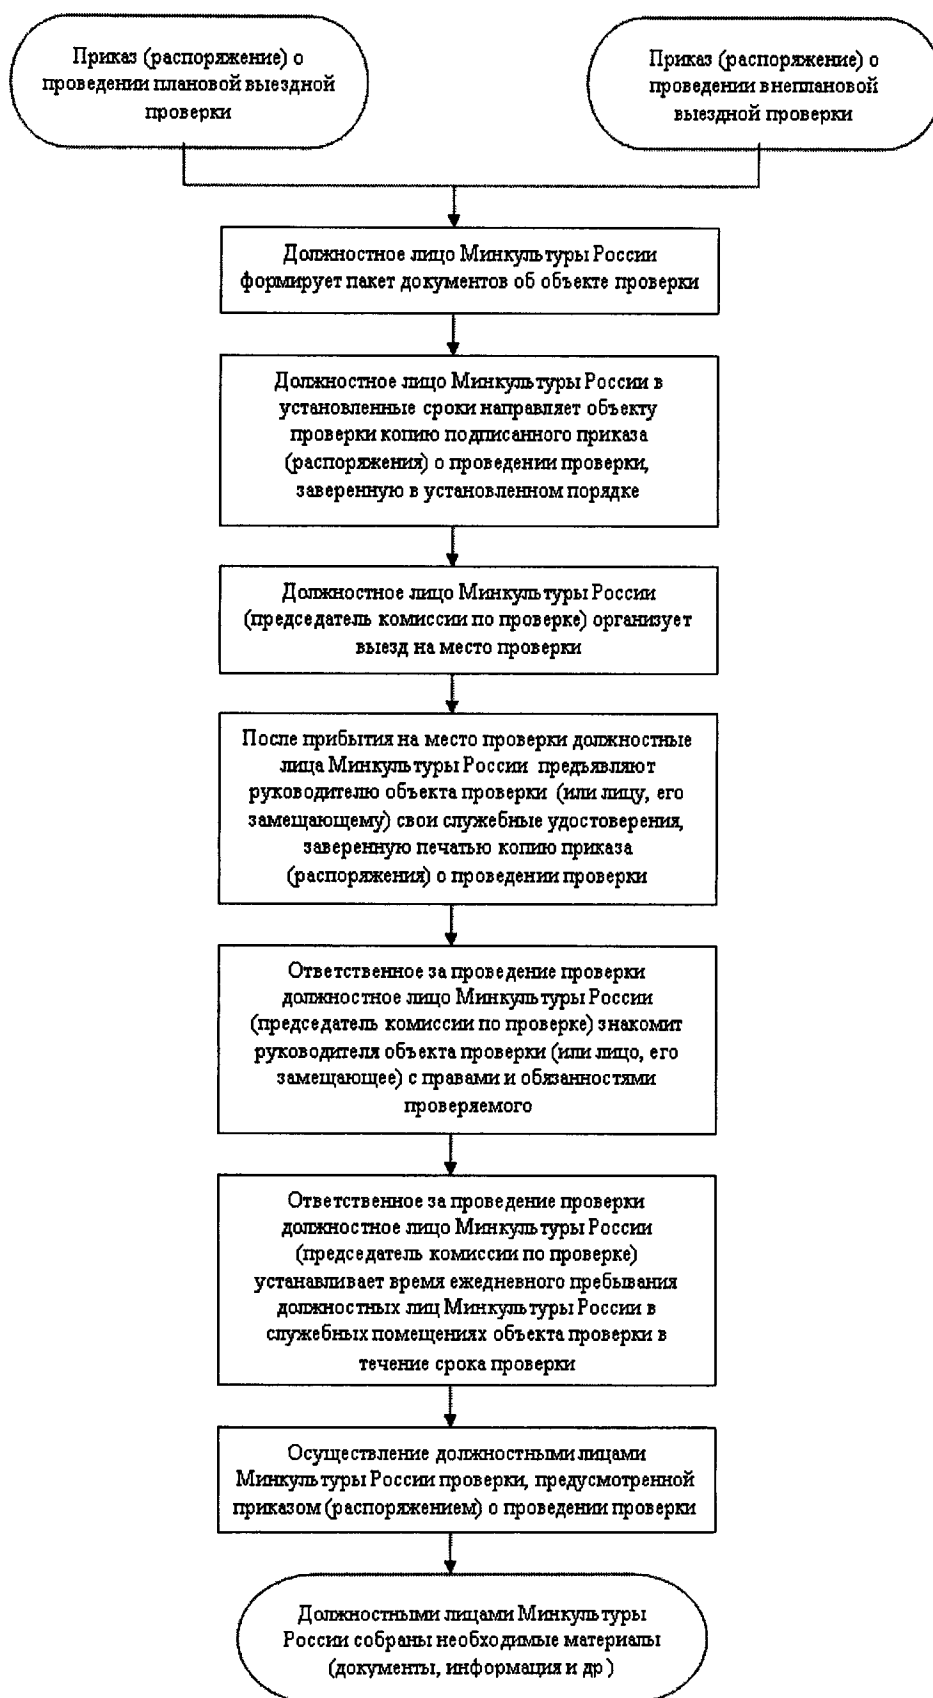 Приказ (распоряжение) о
проведении плановой выездной
проверки
Приказ (распоряжение) о
проведении внеплановой
выездной проверки
Должностное лицо Минкультуры России
формирует пакет документов об объекте проверки
Должностное лицо Минкультуры России в
установленные сроки направляет объекту
проверки копию подписанного приказа
(распоряжения) о проведении проверки,
заверенную в установленном порядке
Должностное лицо Минкультуры России
(председатель комиссии по проверке) организует
выезд на место проверки
После прибытия на место проверки должностные
лица Минкультуры России предъявляют
руководителю объекта проверки (или лицу, его
замещающему) свои служебные удостоверения,
заверенную печатью копию приказа
(распоряжения) о проведении проверки
Ответственное за проведение проверки
должностное лицо Минкультуры России
(председатель комиссии по проверке) знакомит
руководителя объекта проверки (или лицо, его
замещающее) с правами и обязанностями
проверяемого
Ответственное за проведение проверки
должностное лицо Минкультуры России
(председатель комиссии по проверке)
устанавливает время ежедневного пребывания
должностных лиц Минкультуры России в
служебных помещениях объекта проверки в
течение срока проверки
Осуществление должностными лицами
Минкультуры России проверки, предусмотренной
приказом (распоряжением) о проведении проверки
Должностными лицами Минкультуры
России собраны необходимые материалы
(документы, информация и др )